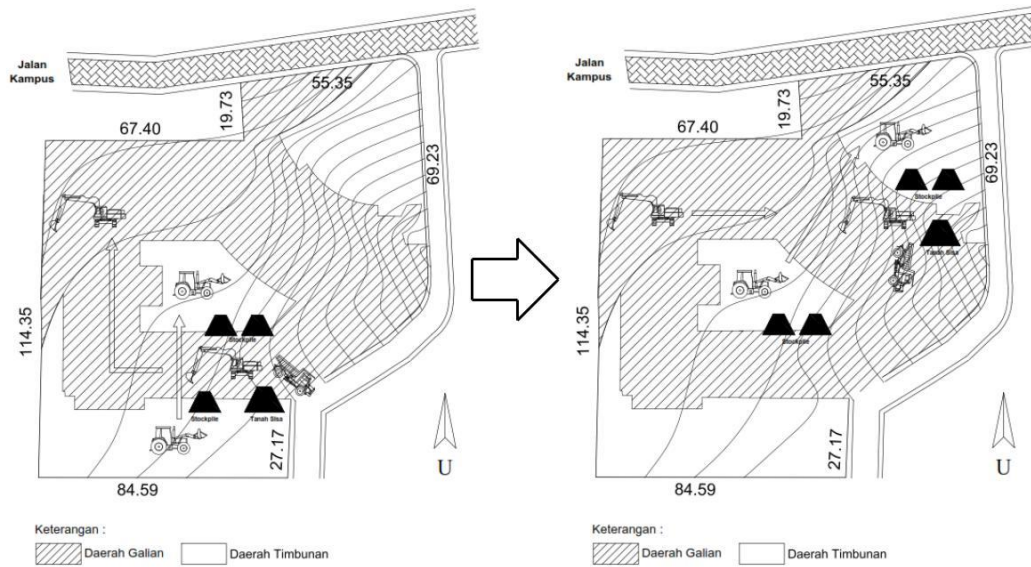 Jalan
Kampus
55.35
19.73
67.40
69.23
114.35
Stockpile
Stockpile
Tanah Sisa
27.17
84.59
U
Keterangan :
Daerah Galian
Daerah Timbunan
Jalan
Kampus
55.35
19.73
67.40
69.23
Stockpile
Tanah Sisa
114.35
Stockpile
27.17
84.59
U
Keterangan :
Daerah Galian
Daerah Timbunan